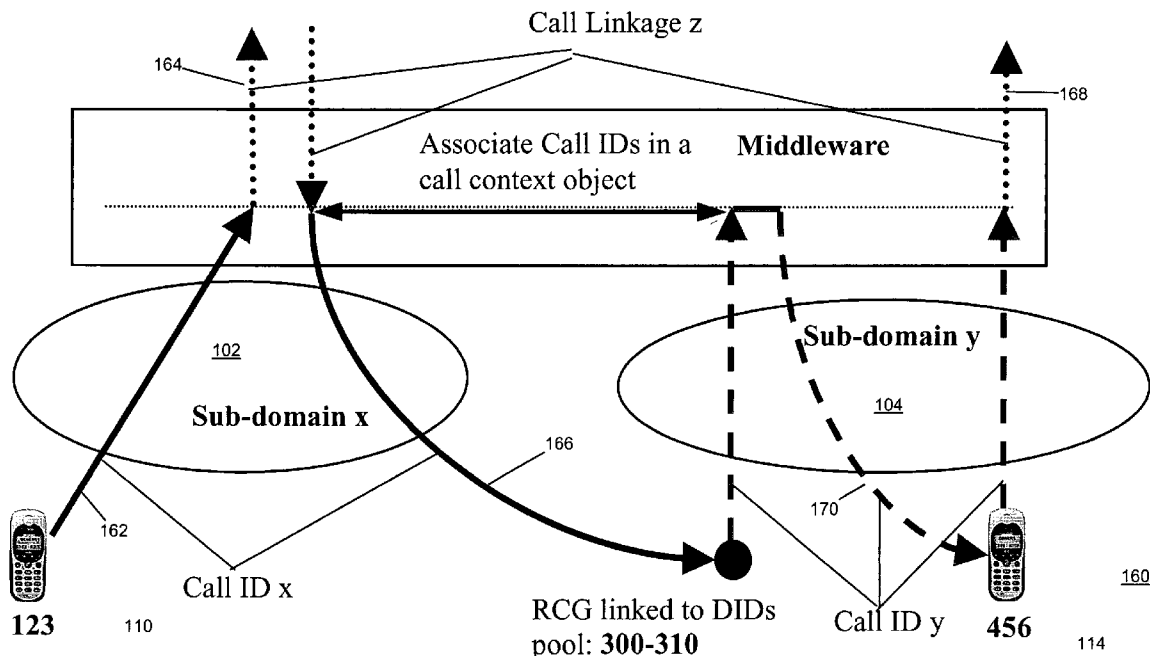 Call Linkage z
164
168
Associate Call IDs in a
call context object
Middleware
102
Sub-domain x
Sub-domain y
104
162
166
170
Call ID x
123
110
RCG linked to DIDs
pool: 300-310
Call ID y
456
160
114